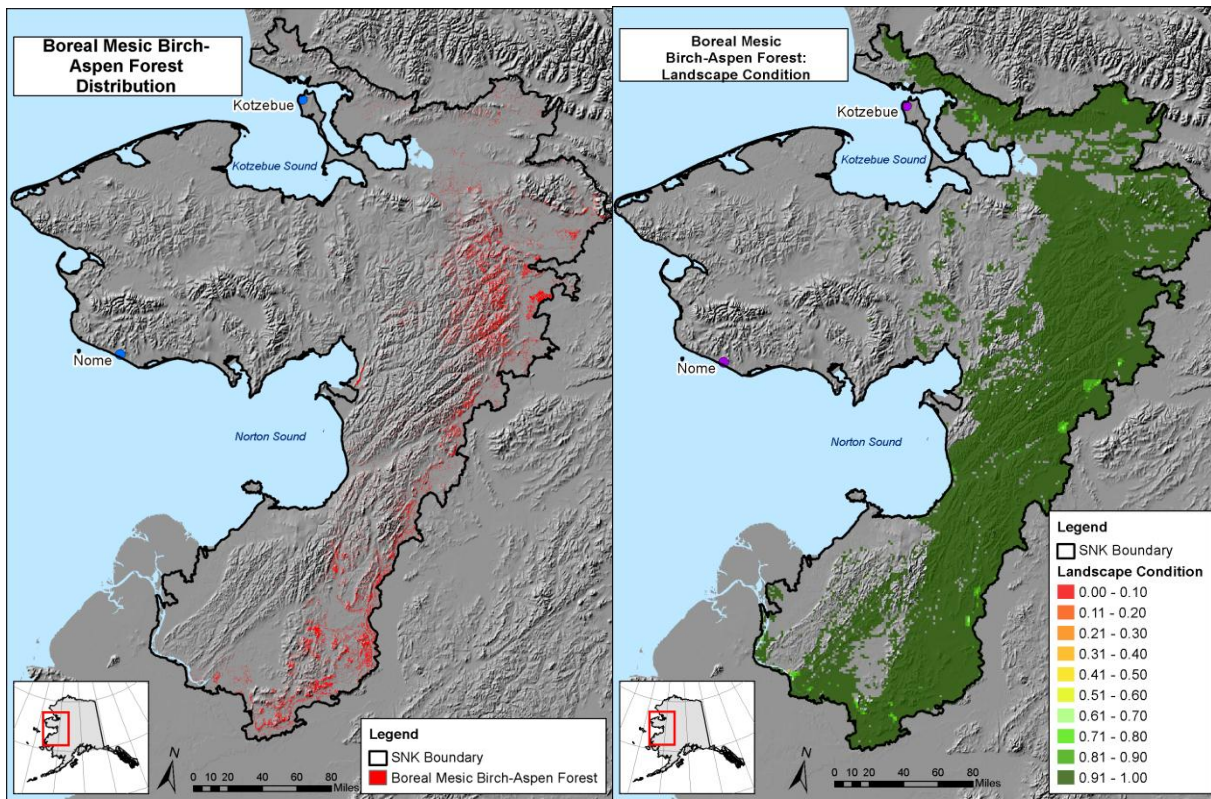 Boreal Mesic Birch-
Aspen Forest
Distribution
Kotzebue
Kotzebue Sound
Nome
Norton Sound
N
0 10 20 40 60 80
Miles
Legend
SNK Boundary
Boreal Mesic Birch-Aspen Forest
Boreal Mesic
Birch-Aspen Forest:
Landscape Condition
Kotzebue
Kotzebue Sound
Nome
Norton Sound
N
0 10 20 40 60 80
Miles
Legend
SNK Boundary
Landscape Condition
0.00 - 0.10
0.11 - 0.20
0.21 - 0.30
0.31 - 0.40
0.41 - 0.50
0.51 - 0.60
0.61 - 0.70
0.71 - 0.80
0.81 - 0.90
0.91 - 1.00